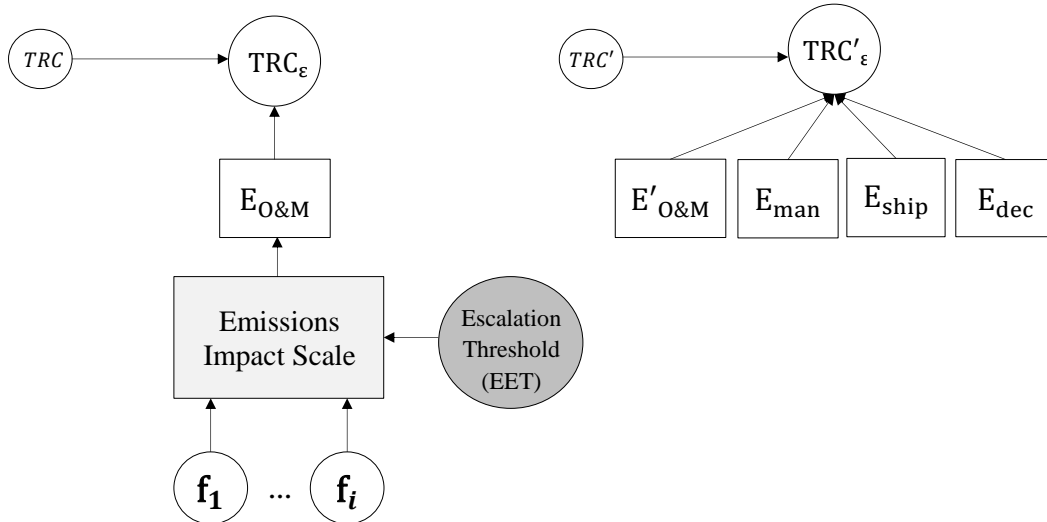 TRC
TRCε
TRC′
TRC′ε
EO&M
E′O&M
Eman
Eship
Edec
Emissions
Impact Scale
Escalation
Threshold
(EET)
f1
...
fi